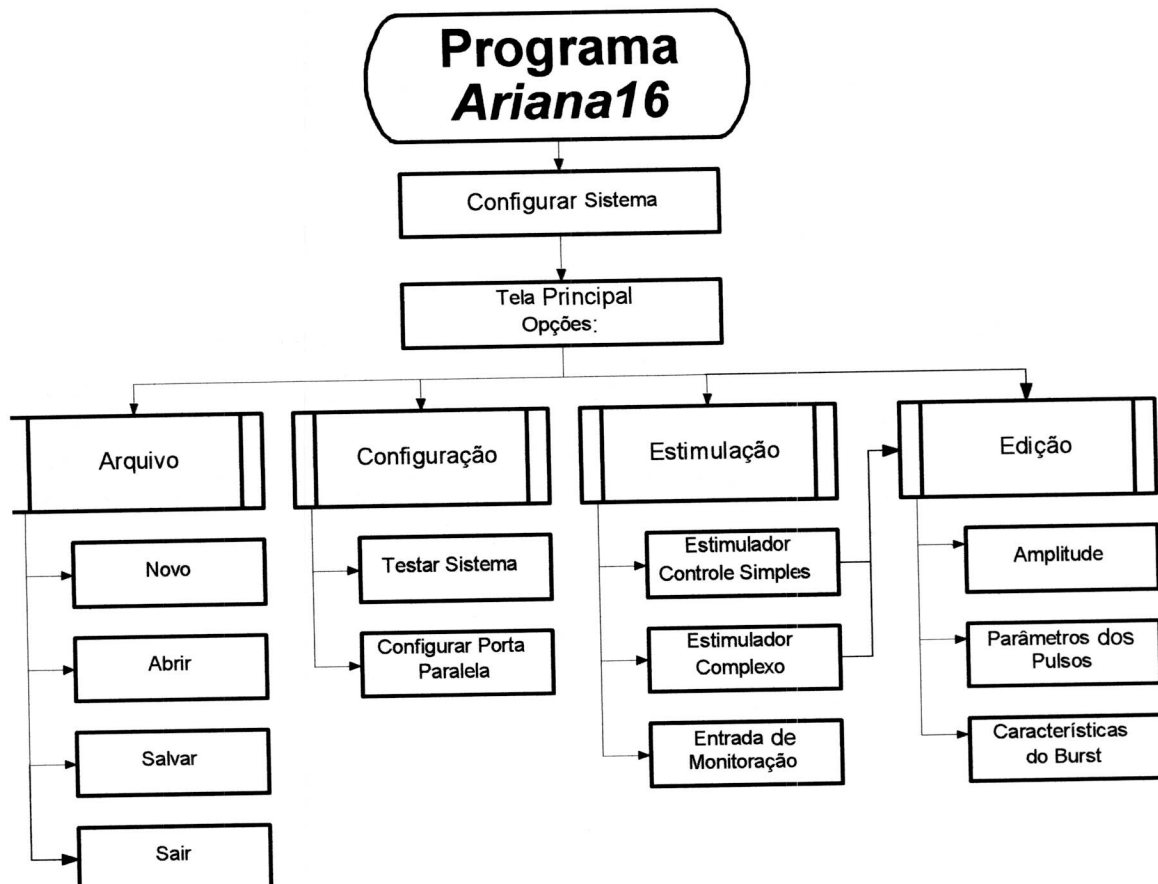 Programa
Ariana16
Configurar Sistema
Tela Principal
Opções:
Arquivo
Configuração
Estimulação
Edição
Novo
Abrir
Salvar
Sair
Testar Sistema
Configurar Porta
Paralela
Estimulador
Controle Simples
Estimulador
Complexo
Entrada de
Monitoração
Amplitude
Parâmetros dos
Pulsos
Características
do Burst